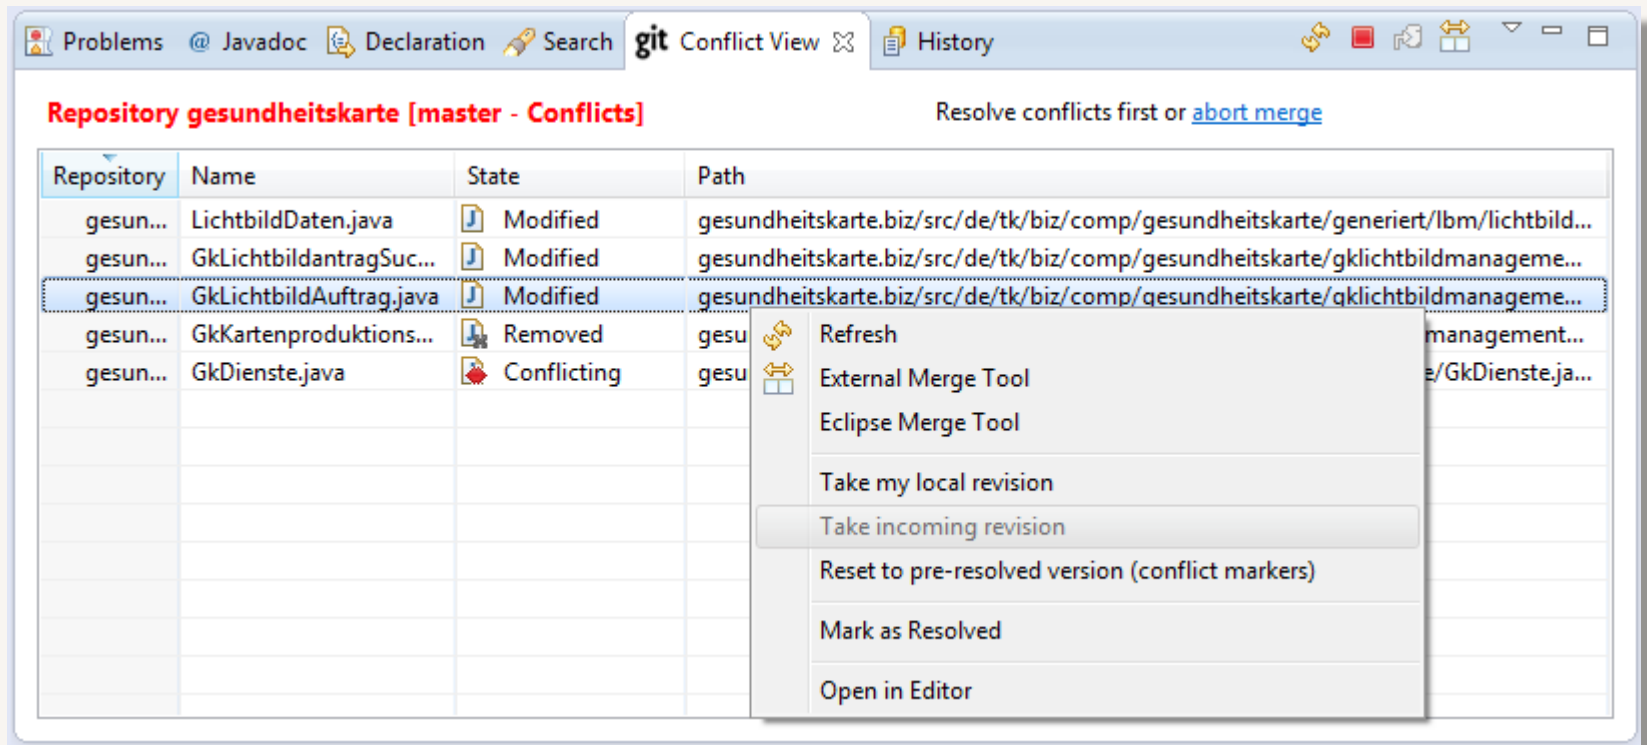 Problems @ Javadoc Declaration Search git Conflict View History
Repository gesundheitskarte [master - Conflicts] Resolve conflicts first or abort merge
Repository Name State Path
gesun... LichtbildDaten.java Modified gesundheitskarte.biz/src/de/tk/biz/comp/gesundheitskarte/generiert/lbm/lichtbild...
gesun... GkLichtbildantragSuc... Modified gesundheitskarte.biz/src/de/tk/biz/comp/gesundheitskarte/gklichtbildmanageme...
gesun... GkLichtbildAuftrag.java Modified gesundheitskarte.biz/src/de/tk/biz/comp/gesundheitskarte/gklichtbildmanageme...
gesun... GkKartenproduktions... Removed gesu management...
gesun... GkDienste.java Conflicting gesu e/GkDienste.ja...
Refresh
External Merge Tool
Eclipse Merge Tool
Take my local revision
Take incoming revision
Reset to pre-resolved version (conflict markers)
Mark as Resolved
Open in Editor